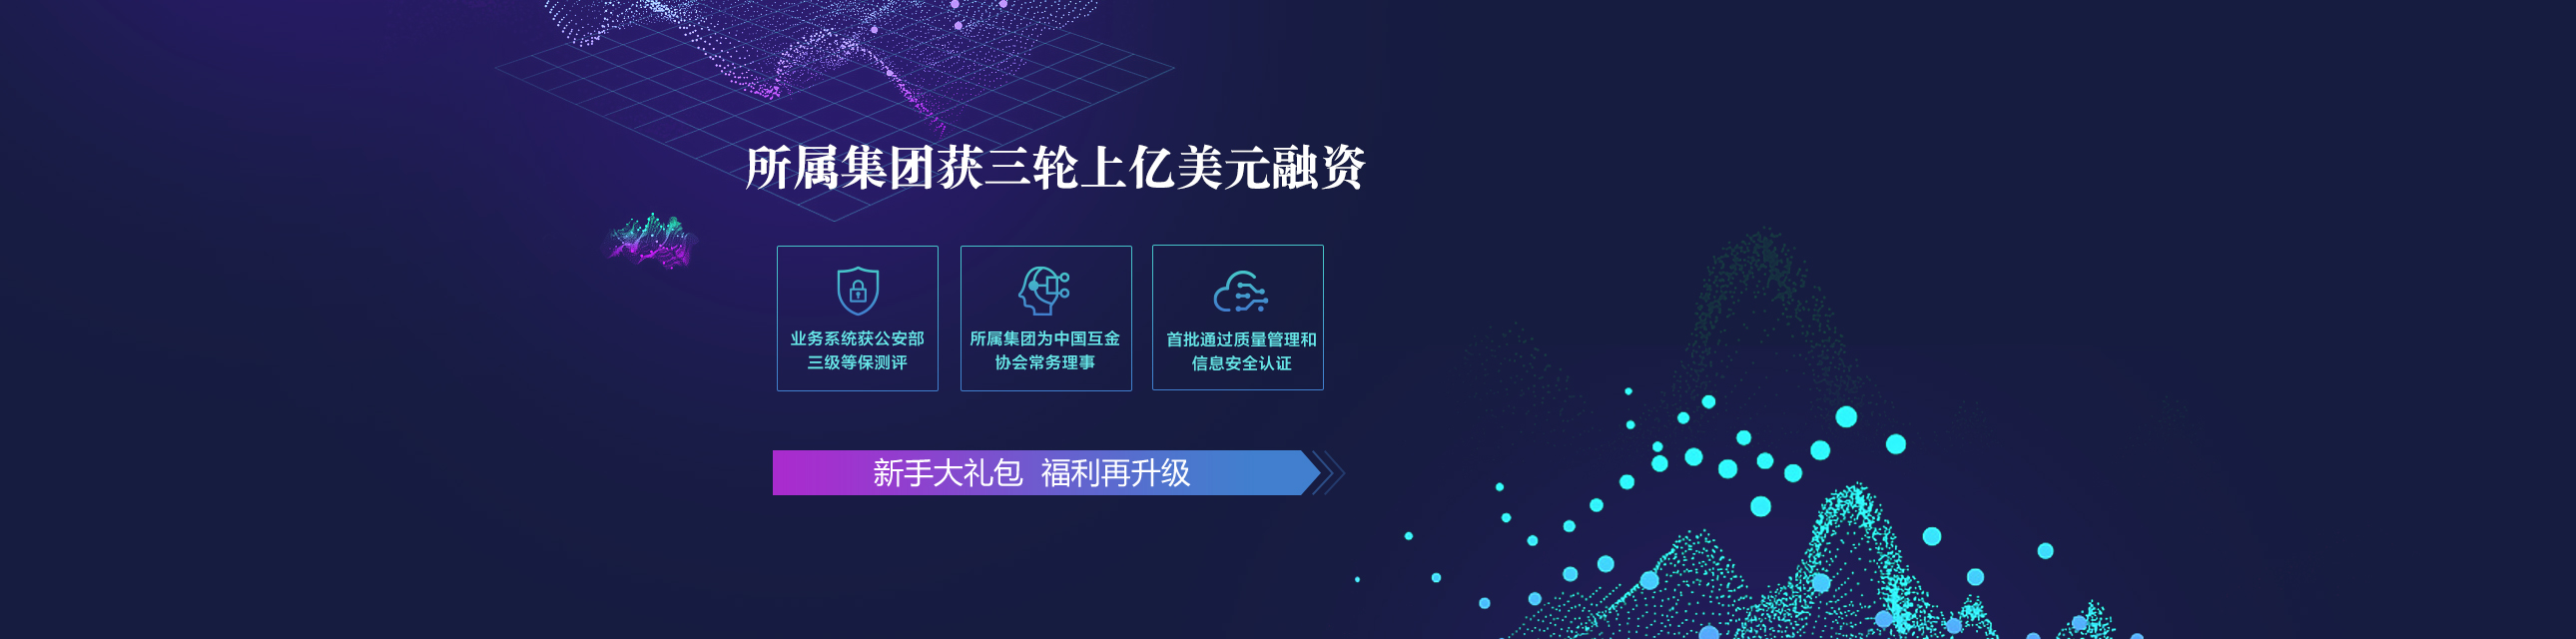 所属集团获三轮上亿美元融资
业务系统获公安部
三级等保测评
所属集团为中国互金
协会常务理事
首批通过质量管理和
信息安全认证
新手大礼包 福利再升级